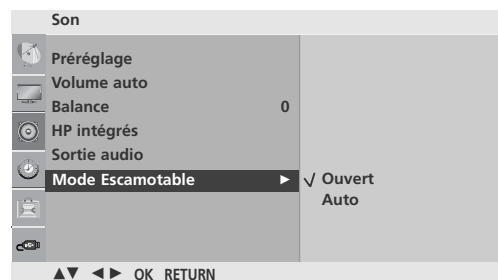 Son
Préréglage
Volume auto
Balance 0
HP intégrés
Sortie audio
Mode Escamotable ► √ Ouvert
Auto
▲▼ ◄► OK RETURN